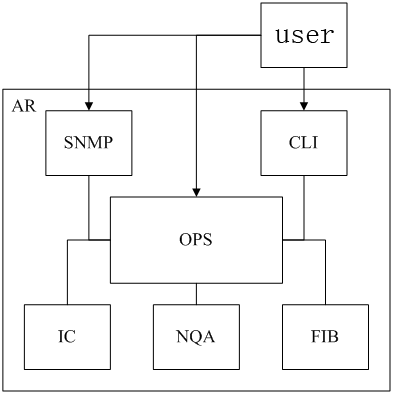 user
AR
SNMP
CLI
OPS
IC
NQA
FIB